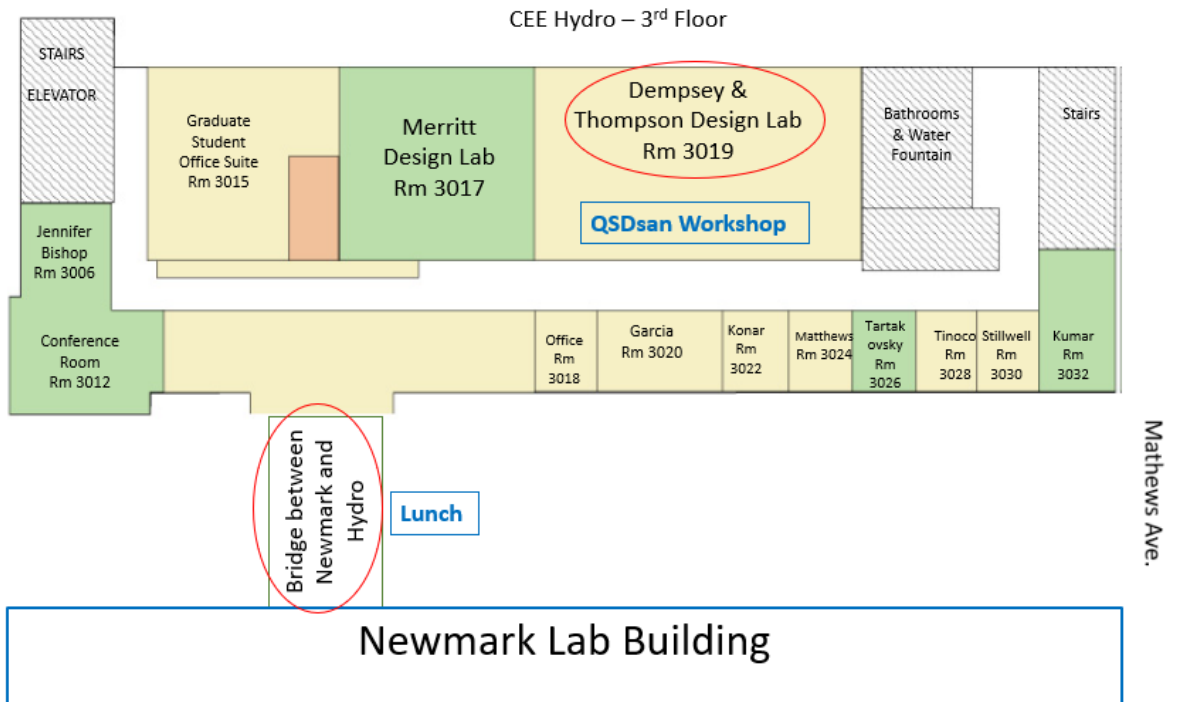 CEE Hydro – 3rd Floor
STAIRS
ELEVATOR
Graduate
Student
Office Suite
Rm 3015
Merritt
Design Lab
Rm 3017
Dempsey &
Thompson Design Lab
Rm 3019
QSDsan Workshop
Bathrooms
& Water
Fountain
Stairs
Jennifer
Bishop
Rm 3006
Conference
Room
Rm 3012
Office
Rm
3018
Garcia
Rm 3020
Konar
Rm
3022
Matthews
Rm 3024
Tartak
ovsky
Rm
3026
Tinoco
Rm
3028
Stillwell
Rm
3030
Kumar
Rm
3032
Bridge between
Newmark and
Hydro
Lunch
Mathews Ave.
Newmark Lab Building